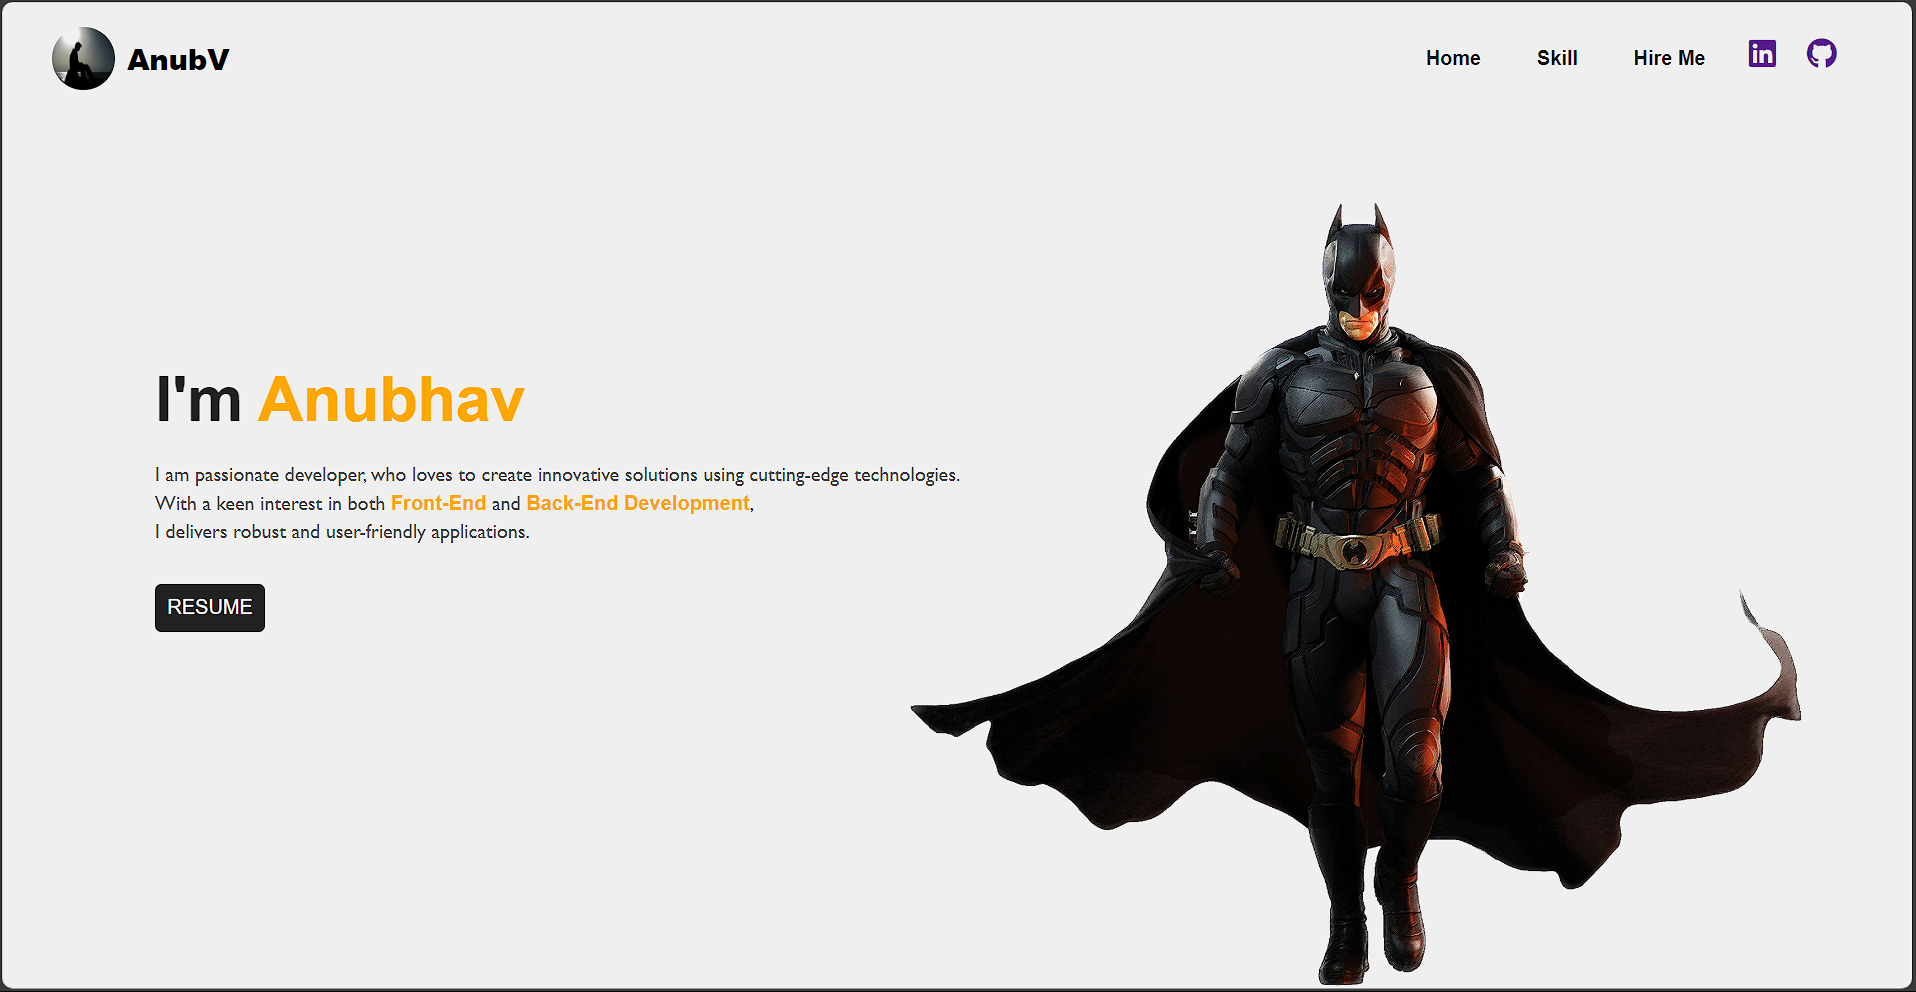 AnubV
Home Skill Hire Me in
I'm Anubhav
I am passionate developer, who loves to create innovative solutions using cutting-edge technologies.
With a keen interest in both Front-End and Back-End Development,
I delivers robust and user-friendly applications.
RESUME